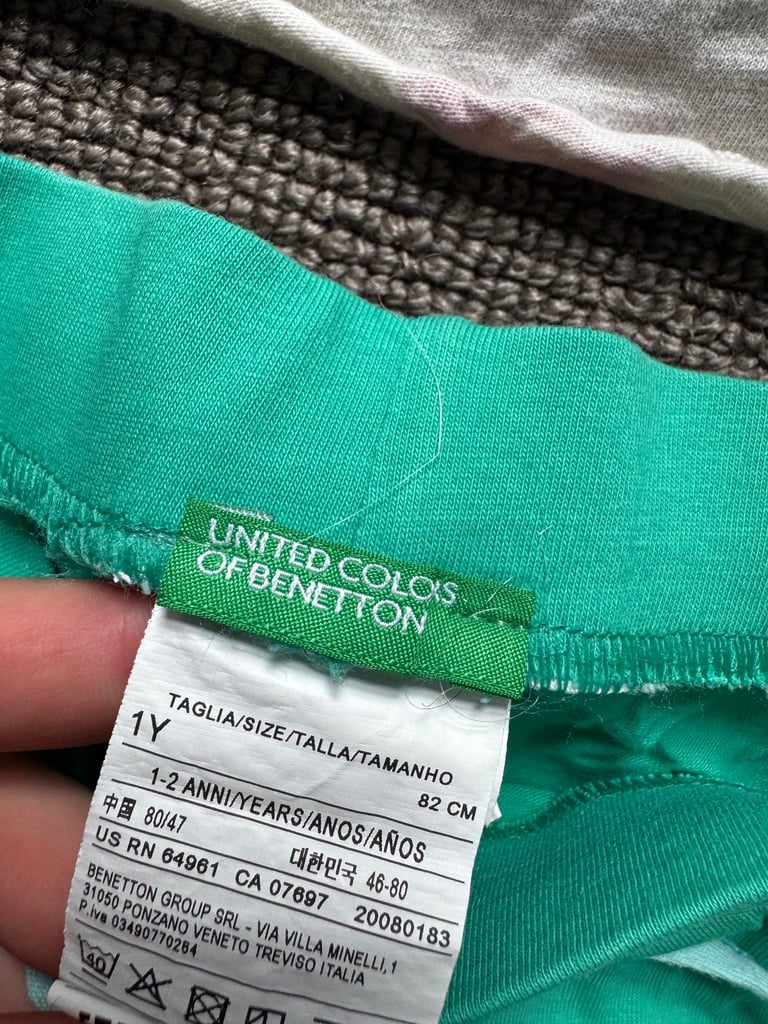 UNITED COLORS
OF BENETTON
TAGLIA/SIZE/TALLA/TAMANHO
1Y
82 CM
1-2 ANNI/YEARS/ANOS/AÑOS
中国 80/47
대한민국 46-80
US RN 64961 CA 07697 20080183
BENETTON GROUP SRL - VIA VILLA MINELLI,1
31050 PONZANO VENETO TREVISO ITALIA
P.Iva 03490770264
40